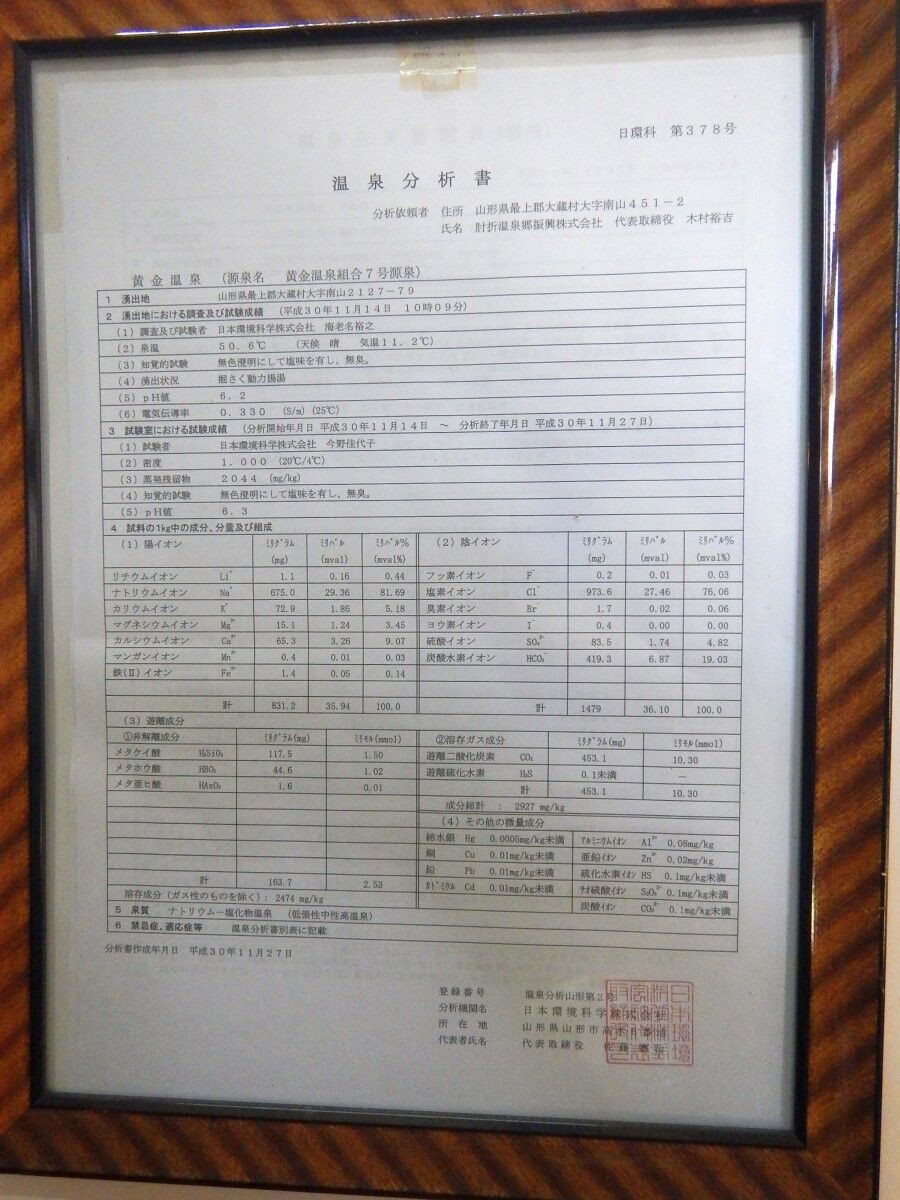 日環科 第378号
温泉分析書
分析依頼者 住所 山形県最上郡大蔵村大字南山451-2
氏名 肘折温泉郷振興株式会社 代表取締役 木村裕吉
黄金温泉 (源泉名 黄金温泉組合7号源泉)
1 湧出地 山形県最上郡大蔵村大字南山2127-79
2 湧出地における調査及び試験成績 (平成30年11月14日 10時09分)
(1) 調査及び試験者 日本環境科学株式会社 海老名裕之
(2) 泉温 50.6℃ (天候 晴 気温11.2℃)
(3) 知覚的試験 無色澄明にして塩味を有し、無臭。
(4) 湧出状況 掘さく動力揚湯
(5) pH値 6.2
(6) 電気伝導率 0.330 (S/m) (25℃)
3 試験室における試験成績 (分析開始年月日 平成30年11月14日 ~ 分析終了年月日 平成30年11月27日)
(1) 試験者 日本環境科学株式会社 今野佳代子
(2) 密度 1.000 (20℃/4℃)
(3) 蒸発残留物 2044 (mg/kg)
(4) 知覚的試験 無色澄明にして塩味を有し、無臭。
(5) pH値 6.3
4 試料の1kg中の成分、分量及び組成
(1) 陽イオン ミリグラム (mg) ミリバル (mval) ミリバル% (mval%)
リチウムイオン Li⁺ 1.1 0.16 0.44
ナトリウムイオン Na⁺ 675.0 29.36 81.69
カリウムイオン K⁺ 72.9 1.86 5.18
マグネシウムイオン Mg²⁺ 15.1 1.24 3.45
カルシウムイオン Ca²⁺ 65.3 3.26 9.07
マンガンイオン Mn²⁺ 0.4 0.01 0.03
鉄(Ⅱ)イオン Fe²⁺ 1.4 0.05 0.14
計 831.2 35.94 100.0
(2) 陰イオン ミリグラム (mg) ミリバル (mval) ミリバル% (mval%)
フッ素イオン F⁻ 0.2 0.01 0.03
塩素イオン Cl⁻ 973.6 27.46 76.06
臭素イオン Br⁻ 1.7 0.02 0.06
ヨウ素イオン I⁻ 0.4 0.00 0.00
硫酸イオン SO₄²⁻ 83.5 1.74 4.82
炭酸水素イオン HCO₃⁻ 419.3 6.87 19.03
計 1479 36.10 100.0
(3) 遊離成分
①非解離成分 ミリグラム(mg) ミリモル(mmol)
メタケイ酸 H₂SiO₃ 117.5 1.50
メタホウ酸 HBO₂ 44.6 1.02
メタ亜ヒ酸 HAsO₂ 1.6 0.01
計 163.7 2.53
溶存成分(ガス性のものを除く): 2474 mg/kg
②溶存ガス成分 ミリグラム(mg) ミリモル(mmol)
遊離二酸化炭素 CO₂ 453.1 10.30
遊離硫化水素 H₂S 0.1未満 —
計 453.1 10.30
成分総計 : 2927 mg/kg
(4) その他の微量成分
総水銀 Hg 0.0005mg/kg未満 アルミニウムイオン Al³⁺ 0.08mg/kg
銅 Cu 0.01mg/kg未満 亜鉛イオン Zn²⁺ 0.02mg/kg
鉛 Pb 0.01mg/kg未満 硫化水素イオン HS⁻ 0.1mg/kg未満
カドミウム Cd 0.01mg/kg未満 チオ硫酸イオン S₂O₃²⁻ 0.1mg/kg未満
炭酸イオン CO₃²⁻ 0.1mg/kg未満
5 泉質 ナトリウム-塩化物温泉 (低張性中性高温泉)
6 禁忌症、適応症等 温泉分析書別表に記載
分析書作成年月日 平成30年11月27日
登録番号 温泉分析山形第2号
分析機関名 日本環境科学株式会社
所在地 山形県山形市高木
代表者氏名 代表取締役